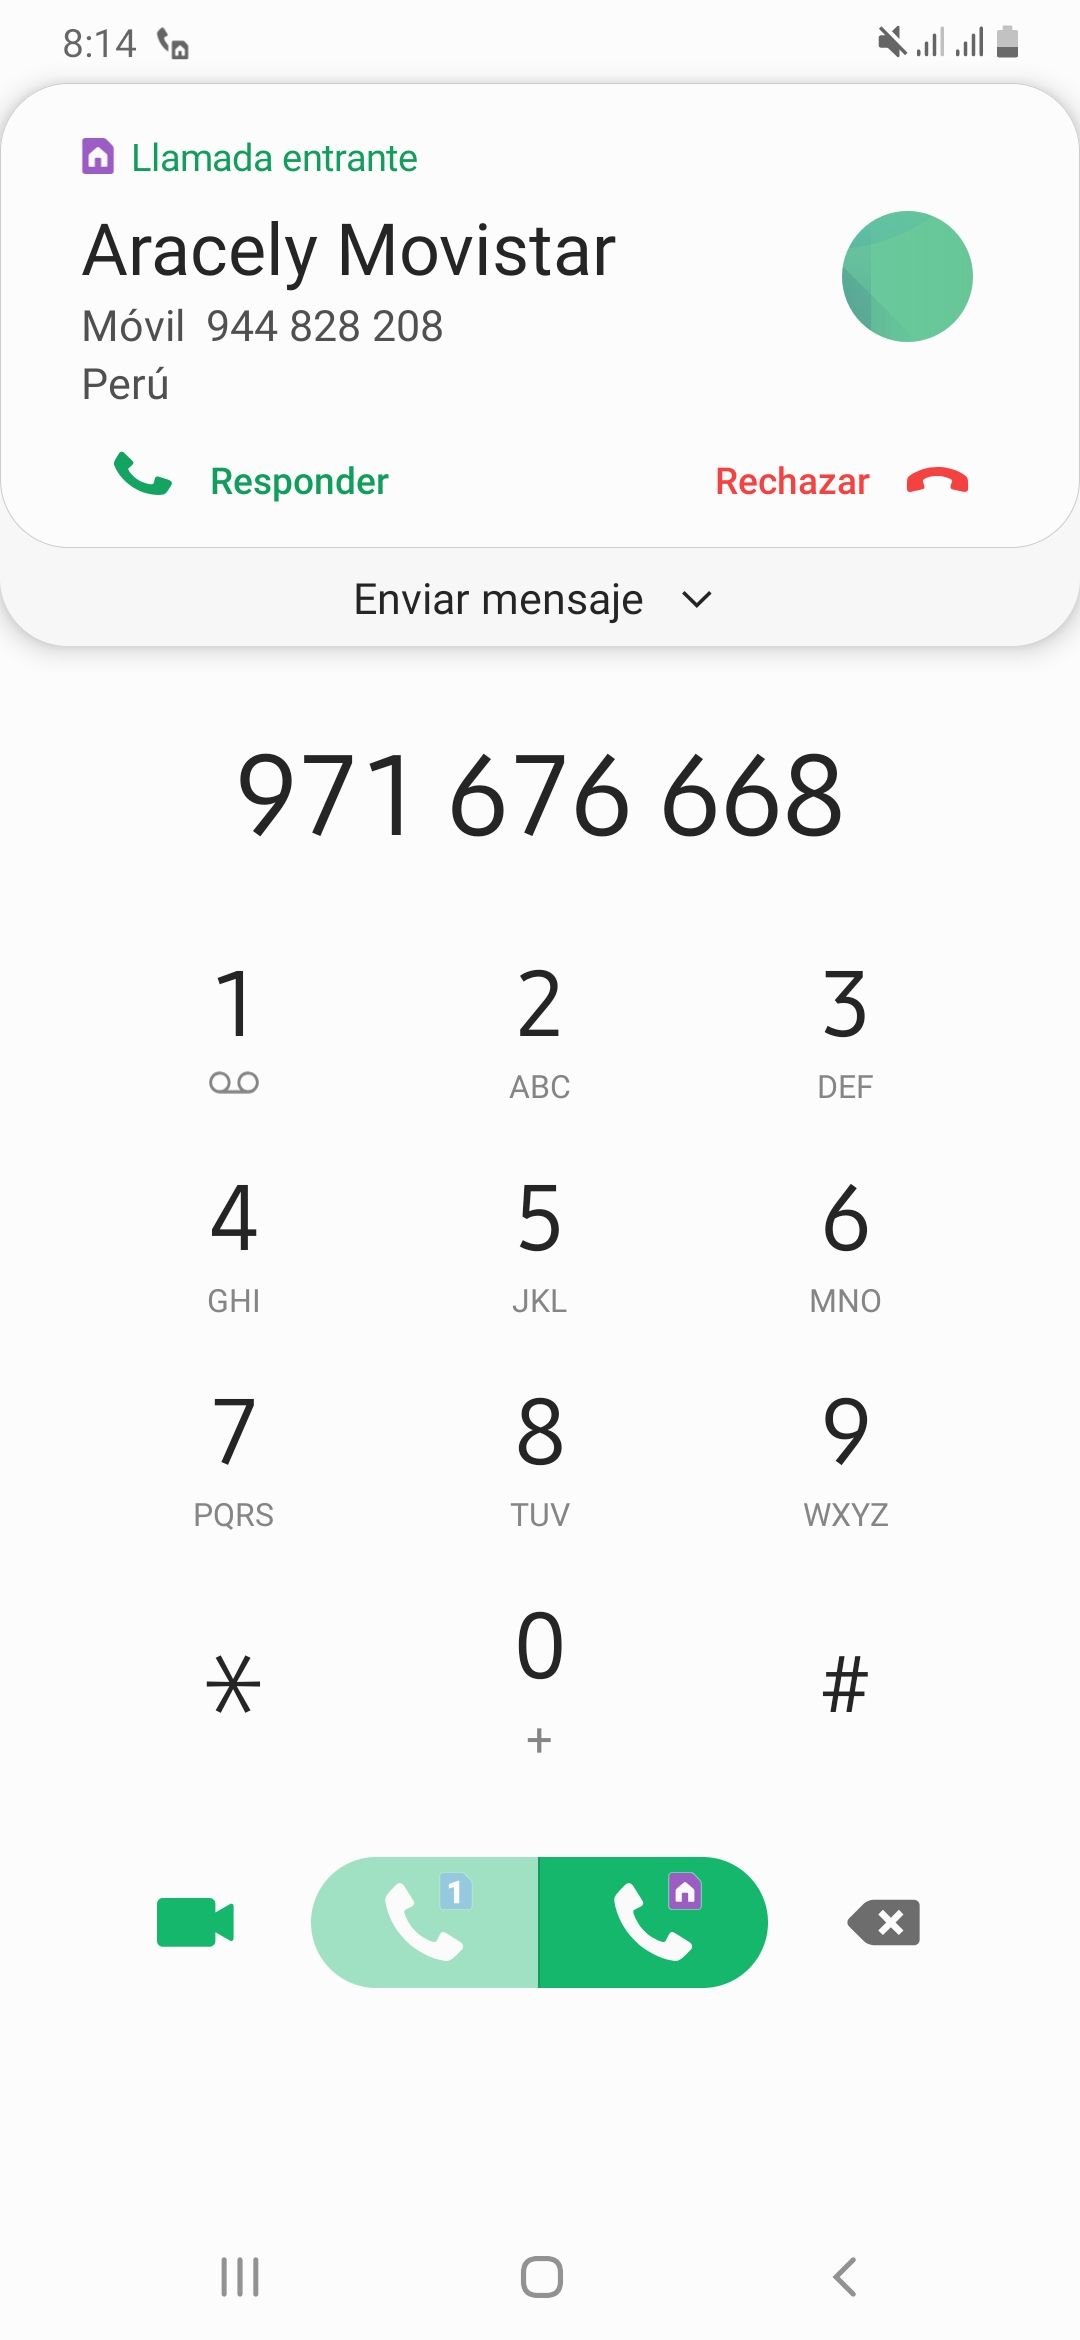 8:14
Llamada entrante
Aracely Movistar
Móvil 944 828 208
Perú
Responder Rechazar
Enviar mensaje
971 676 668
1 2 3
ABC DEF
4 5 6
GHI JKL MNO
7 8 9
PQRS TUV WXYZ
* 0 #
+
1